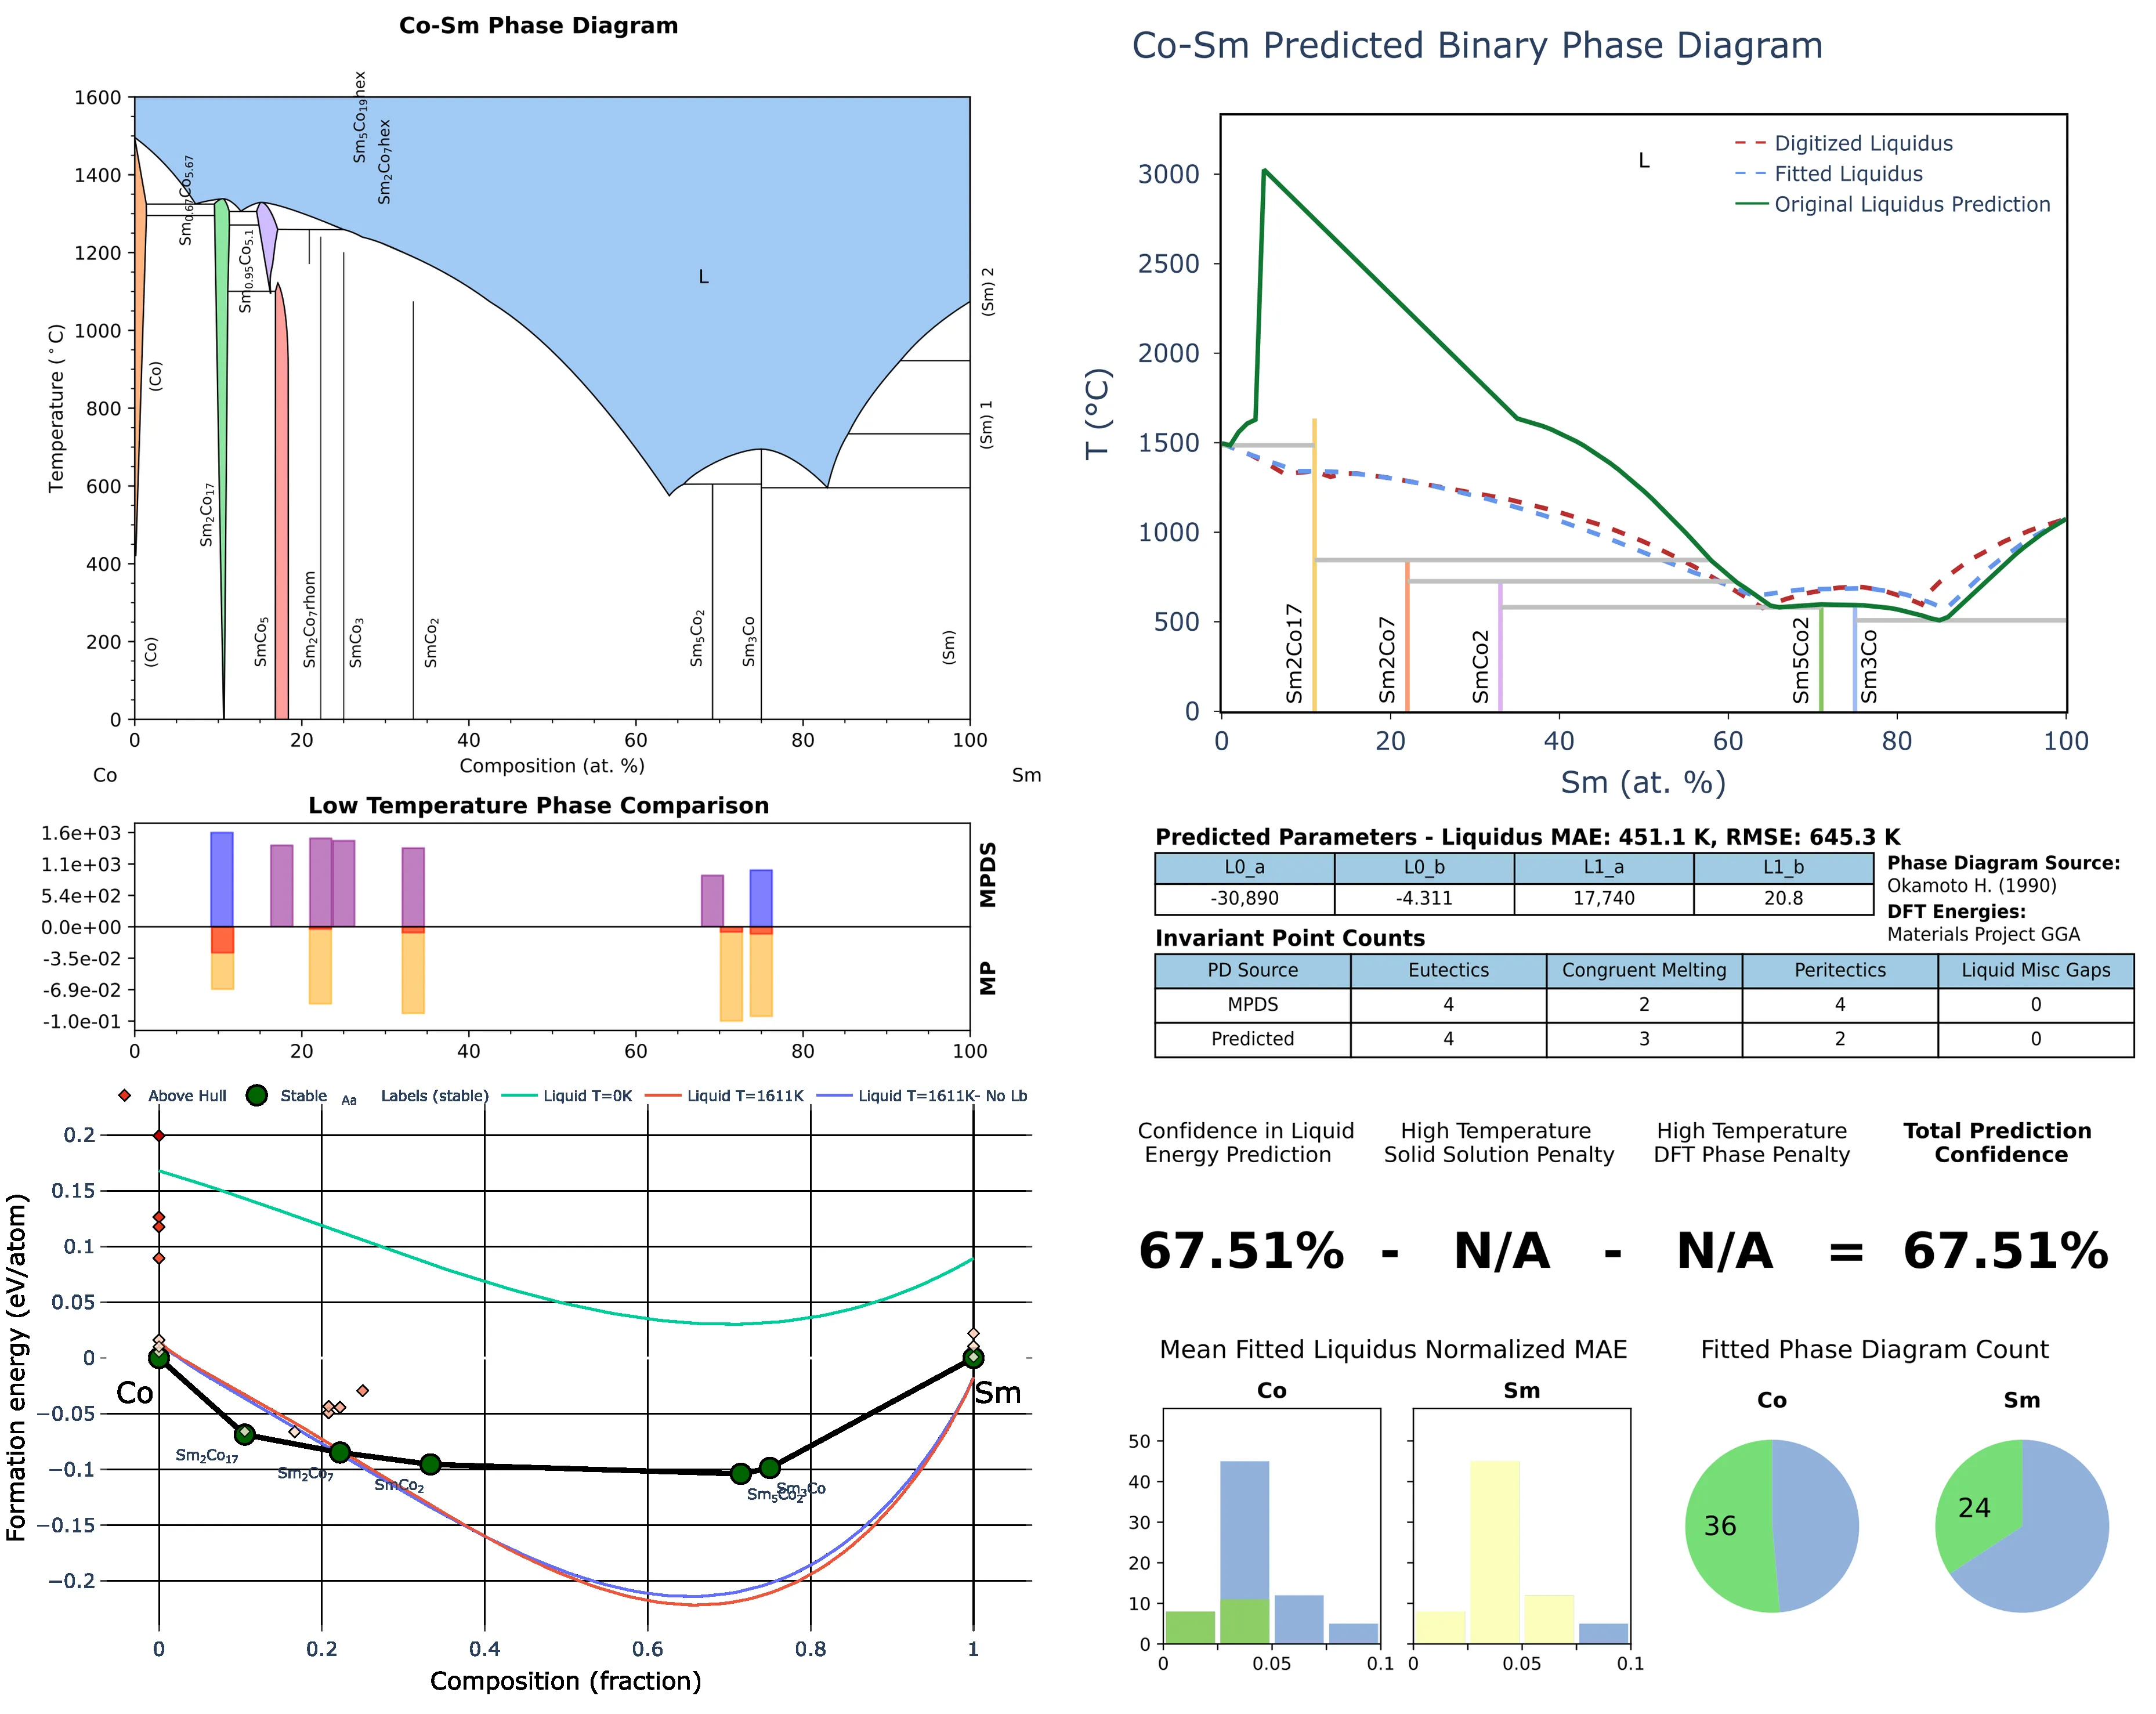 Co-Sm Phase Diagram
1600
1400
1200
1000
800
600
400
200
0
Temperature (°C)
Sm₅Co₁₉hex
Sm₂Co₇hex
Sm₀.₆₇Co₅.₆₇
Sm₀.₉₅Co₅.₁
(Co)
(Co)
Sm₂Co₁₇
SmCo₅
Sm₂Co₇rhom
SmCo₃
SmCo₂
Sm₅Co₂
Sm₃Co
(Sm)
L
(Sm) 2
(Sm) 1
0 20 40 60 80 100
Composition (at. %)
Co Sm
Low Temperature Phase Comparison
1.6e+03
1.1e+03
5.4e+02
0.0e+00
-3.5e-02
-6.9e-02
-1.0e-01
MPDS
MP
0 20 40 60 80 100
Above Hull Stable Aa Labels (stable) Liquid T=0K Liquid T=1611K Liquid T=1611K- No Lb
0.2
0.15
0.1
0.05
0
−0.05
−0.1
−0.15
−0.2
Formation energy (eV/atom)
Co Sm
Sm₂Co₁₇
Sm₂Co₇
SmCo₂
Sm₅Co₂
Sm₃Co
0 0.2 0.4 0.6 0.8 1
Composition (fraction)
Co-Sm Predicted Binary Phase Diagram
3000
2500
2000
1500
1000
500
0
T (°C)
L
Digitized Liquidus
Fitted Liquidus
Original Liquidus Prediction
Sm2Co17
Sm2Co7
SmCo2
Sm5Co2
Sm3Co
0 20 40 60 80 100
Sm (at. %)
Predicted Parameters - Liquidus MAE: 451.1 K, RMSE: 645.3 K
L0_a L0_b L1_a L1_b
-30,890 -4.311 17,740 20.8
Phase Diagram Source:
Okamoto H. (1990)
DFT Energies:
Materials Project GGA
Invariant Point Counts
PD Source Eutectics Congruent Melting Peritectics Liquid Misc Gaps
MPDS 4 2 4 0
Predicted 4 3 2 0
Confidence in Liquid
Energy Prediction
High Temperature
Solid Solution Penalty
High Temperature
DFT Phase Penalty
Total Prediction
Confidence
67.51% - N/A - N/A = 67.51%
Mean Fitted Liquidus Normalized MAE
Co Sm
50
40
30
20
10
0
0 0.05 0.1 0 0.05 0.1
Fitted Phase Diagram Count
Co Sm
36 24